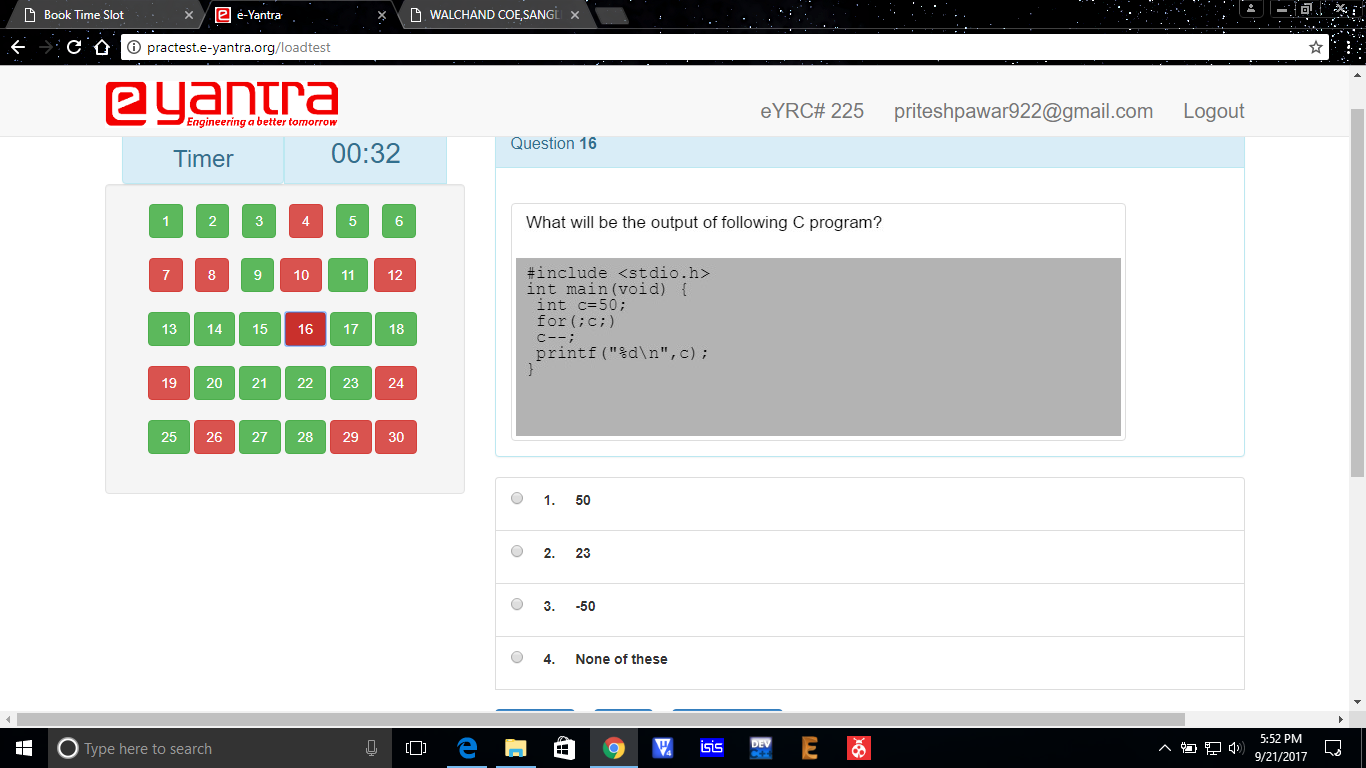 Book Time Slot
e-Yantra
WALCHAND COE,SANGL
practest.e-yantra.org/loadtest
e yantra
Engineering a better tomorrow
eYRC# 225 priteshpawar922@gmail.com Logout
Timer 00:32
1 2 3 4 5 6
7 8 9 10 11 12
13 14 15 16 17 18
19 20 21 22 23 24
25 26 27 28 29 30
Question 16
What will be the output of following C program?
#include <stdio.h>
int main(void) {
int c=50;
for(;c;)
c--;
printf("%d\n",c);
}
1. 50
2. 23
3. -50
4. None of these
Type here to search
V4
isis
DEV
E
5:52 PM
9/21/2017